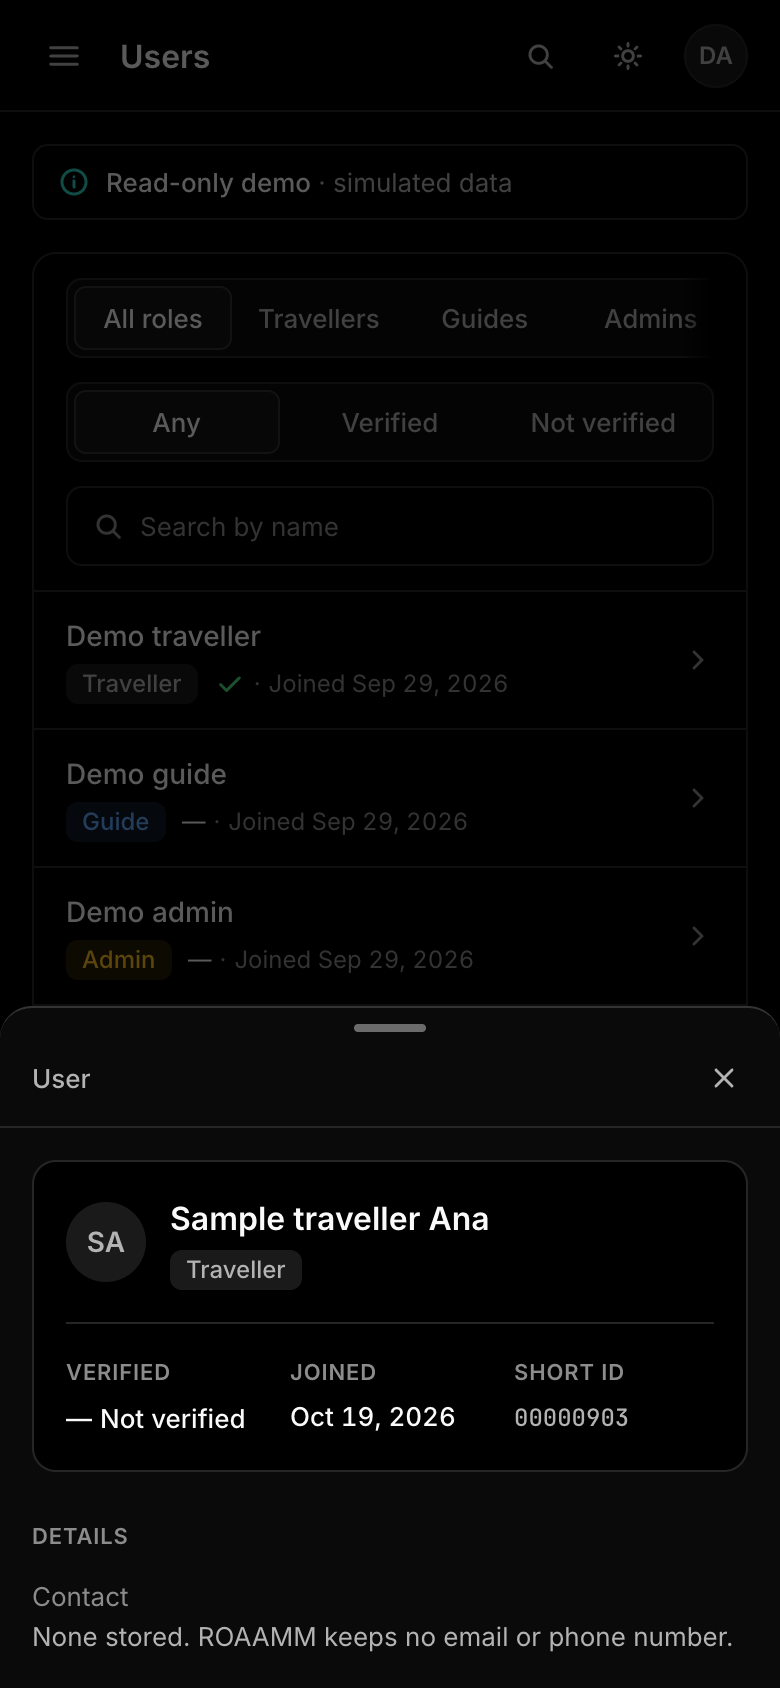 Users
DA
Read-only demo · simulated data
All roles Travellers Guides Admins
Any Verified Not verified
Search by name
Demo traveller
Traveller · Joined Sep 29, 2026
Demo guide
Guide — · Joined Sep 29, 2026
Demo admin
Admin — · Joined Sep 29, 2026
User
SA
Sample traveller Ana
Traveller
VERIFIED JOINED SHORT ID
— Not verified Oct 19, 2026 00000903
DETAILS
Contact
None stored. ROAAMM keeps no email or phone number.